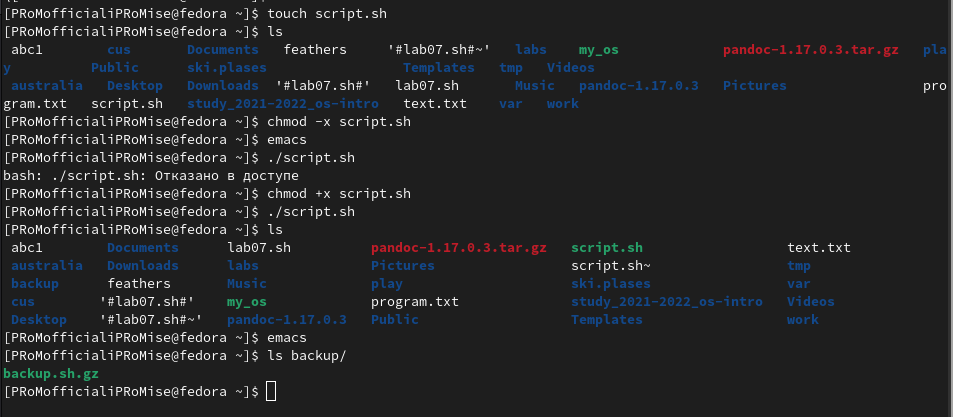 [PRoMofficialiPRoMise@fedora ~]$ touch script.sh
[PRoMofficialiPRoMise@fedora ~]$ ls
 abc1        cus       Documents   feathers     '#lab07.sh#~'   labs    my_os             pandoc-1.17.0.3.tar.gz   pla
y          Public      ski.plases                 Templates   tmp   Videos
 australia   Desktop   Downloads  '#lab07.sh#'   lab07.sh       Music   pandoc-1.17.0.3   Pictures                 pro
gram.txt   script.sh   study_2021-2022_os-intro   text.txt    var   work
[PRoMofficialiPRoMise@fedora ~]$ chmod -x script.sh
[PRoMofficialiPRoMise@fedora ~]$ emacs
[PRoMofficialiPRoMise@fedora ~]$ ./script.sh
bash: ./script.sh: Отказано в доступе
[PRoMofficialiPRoMise@fedora ~]$ chmod +x script.sh
[PRoMofficialiPRoMise@fedora ~]$ ./script.sh
[PRoMofficialiPRoMise@fedora ~]$ ls
 abc1        Documents      lab07.sh          pandoc-1.17.0.3.tar.gz   script.sh                  text.txt
 australia   Downloads      labs              Pictures                 script.sh~                 tmp
 backup      feathers       Music             play                     ski.plases                 var
 cus        '#lab07.sh#'    my_os             program.txt              study_2021-2022_os-intro   Videos
 Desktop    '#lab07.sh#~'   pandoc-1.17.0.3   Public                   Templates                  work
[PRoMofficialiPRoMise@fedora ~]$ emacs
[PRoMofficialiPRoMise@fedora ~]$ ls backup/
backup.sh.gz
[PRoMofficialiPRoMise@fedora ~]$